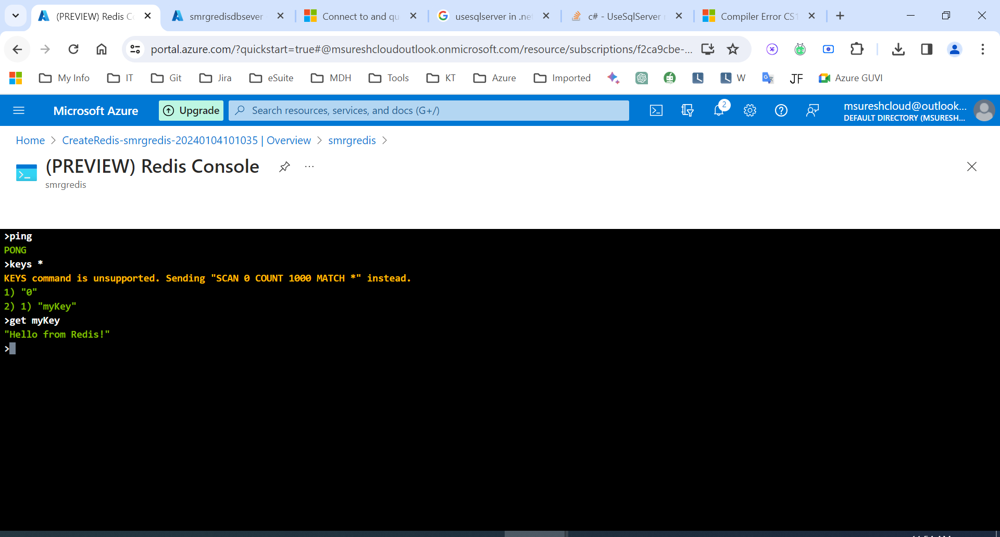 (PREVIEW) Redis C
smrgredisdbsever
Connect to and qu
usesqlserver in .ne
c# - UseSqlServer
Compiler Error CS1
portal.azure.com/?quickstart=true#@msureshcloudoutlook.onmicrosoft.com/resource/subscriptions/f2ca9cbe-...
My Info
IT
Git
Jira
eSuite
MDH
Tools
KT
Azure
Imported
W
JF
Azure GUVI
Microsoft Azure
Upgrade
Search resources, services, and docs (G+/)
2
msureshcloud@outlook...
DEFAULT DIRECTORY (MSURESH...
Home > CreateRedis-smrgredis-20240104101035 | Overview > smrgredis >
(PREVIEW) Redis Console
...
smrgredis
>ping
PONG
>keys *
KEYS command is unsupported. Sending "SCAN 0 COUNT 1000 MATCH *" instead.
1) "0"
2) 1) "myKey"
>get myKey
"Hello from Redis!"
>